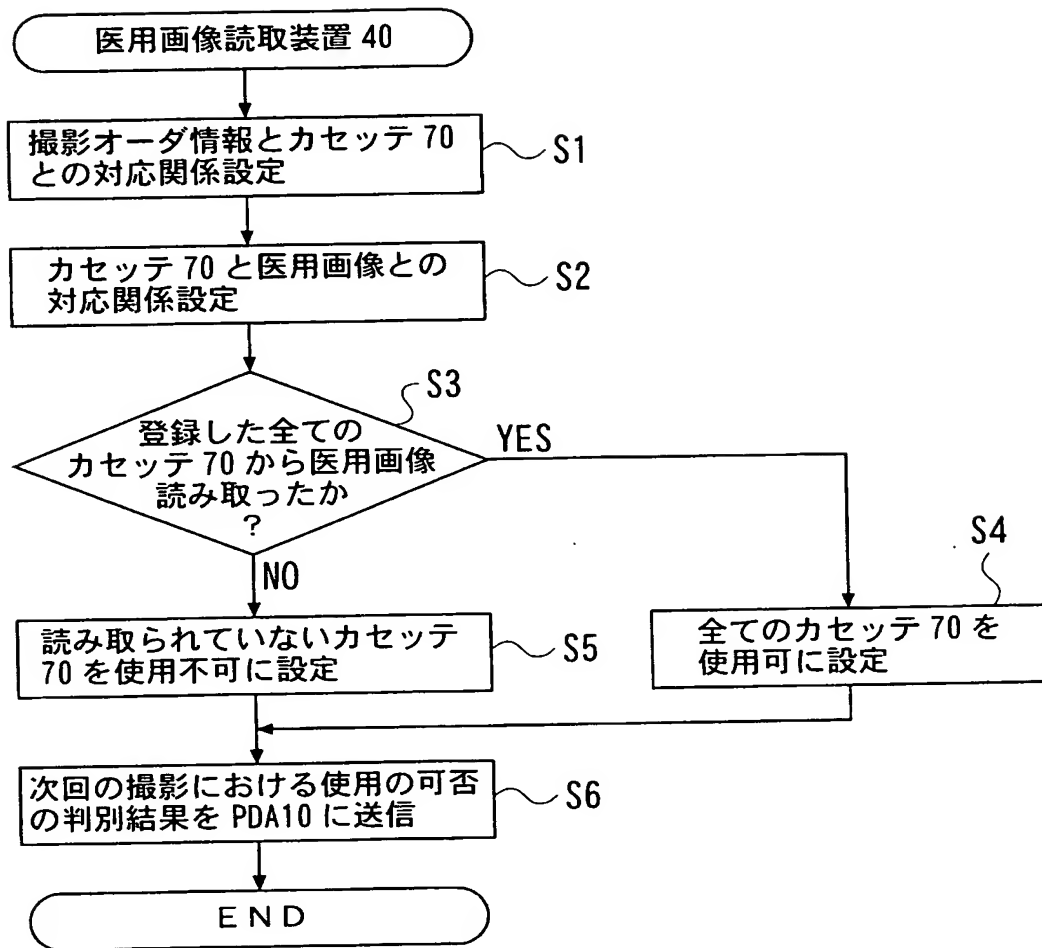 医用画像読取装置 40
撮影オーダ情報とカセッテ 70
との対応関係設定
S1
カセッテ 70 と医用画像との
対応関係設定
S2
S3
登録した全ての
カセッテ 70 から医用画像
読み取ったか
?
YES
NO
S4
読み取られていないカセッテ
70 を使用不可に設定
S5
全てのカセッテ 70 を
使用可に設定
次回の撮影における使用の可否
の判別結果を PDA10 に送信
S6
END